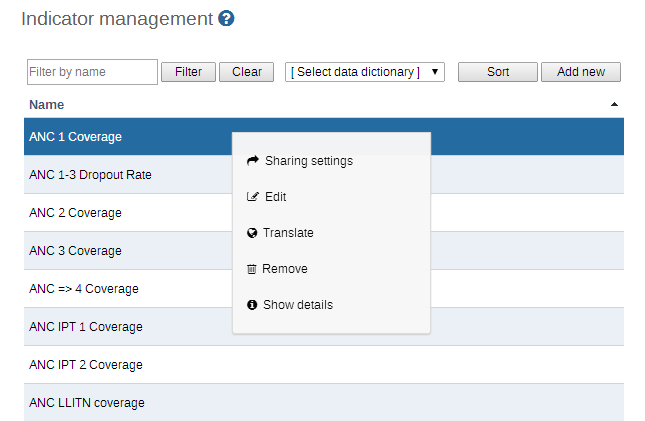 Indicator management ?
Filter by name Filter Clear [ Select data dictionary ] Sort Add new
Name
ANC 1 Coverage
Sharing settings
ANC 1-3 Dropout Rate
Edit
ANC 2 Coverage
Translate
ANC 3 Coverage
Remove
ANC => 4 Coverage
Show details
ANC IPT 1 Coverage
ANC IPT 2 Coverage
ANC LLITN coverage